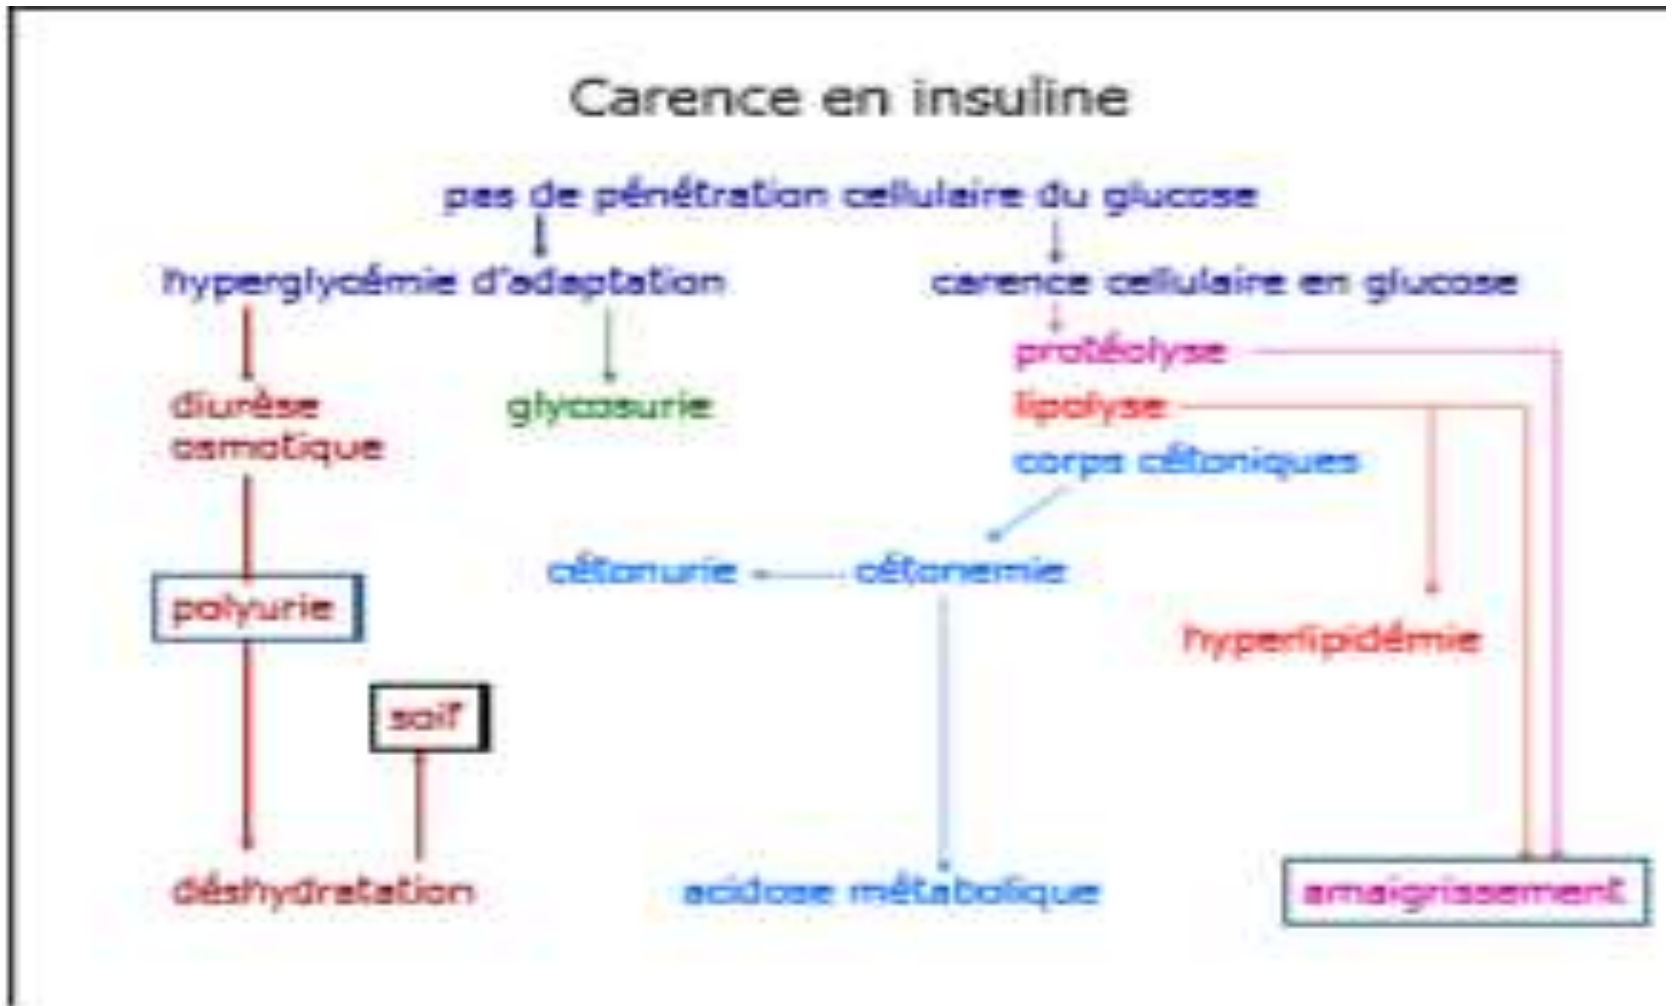 Carence en insuline
pas de pénétration cellulaire du glucose
hyperglycémie d'adaptation
carence cellulaire en glucose
protéolyse
diurèse
osmotique
glycosurie
lipolyse
corps cétoniques
cétonurie
cétonemie
polyurie
hyperlipidémie
soif
déshydratation
acidose métabolique
amaigrissement